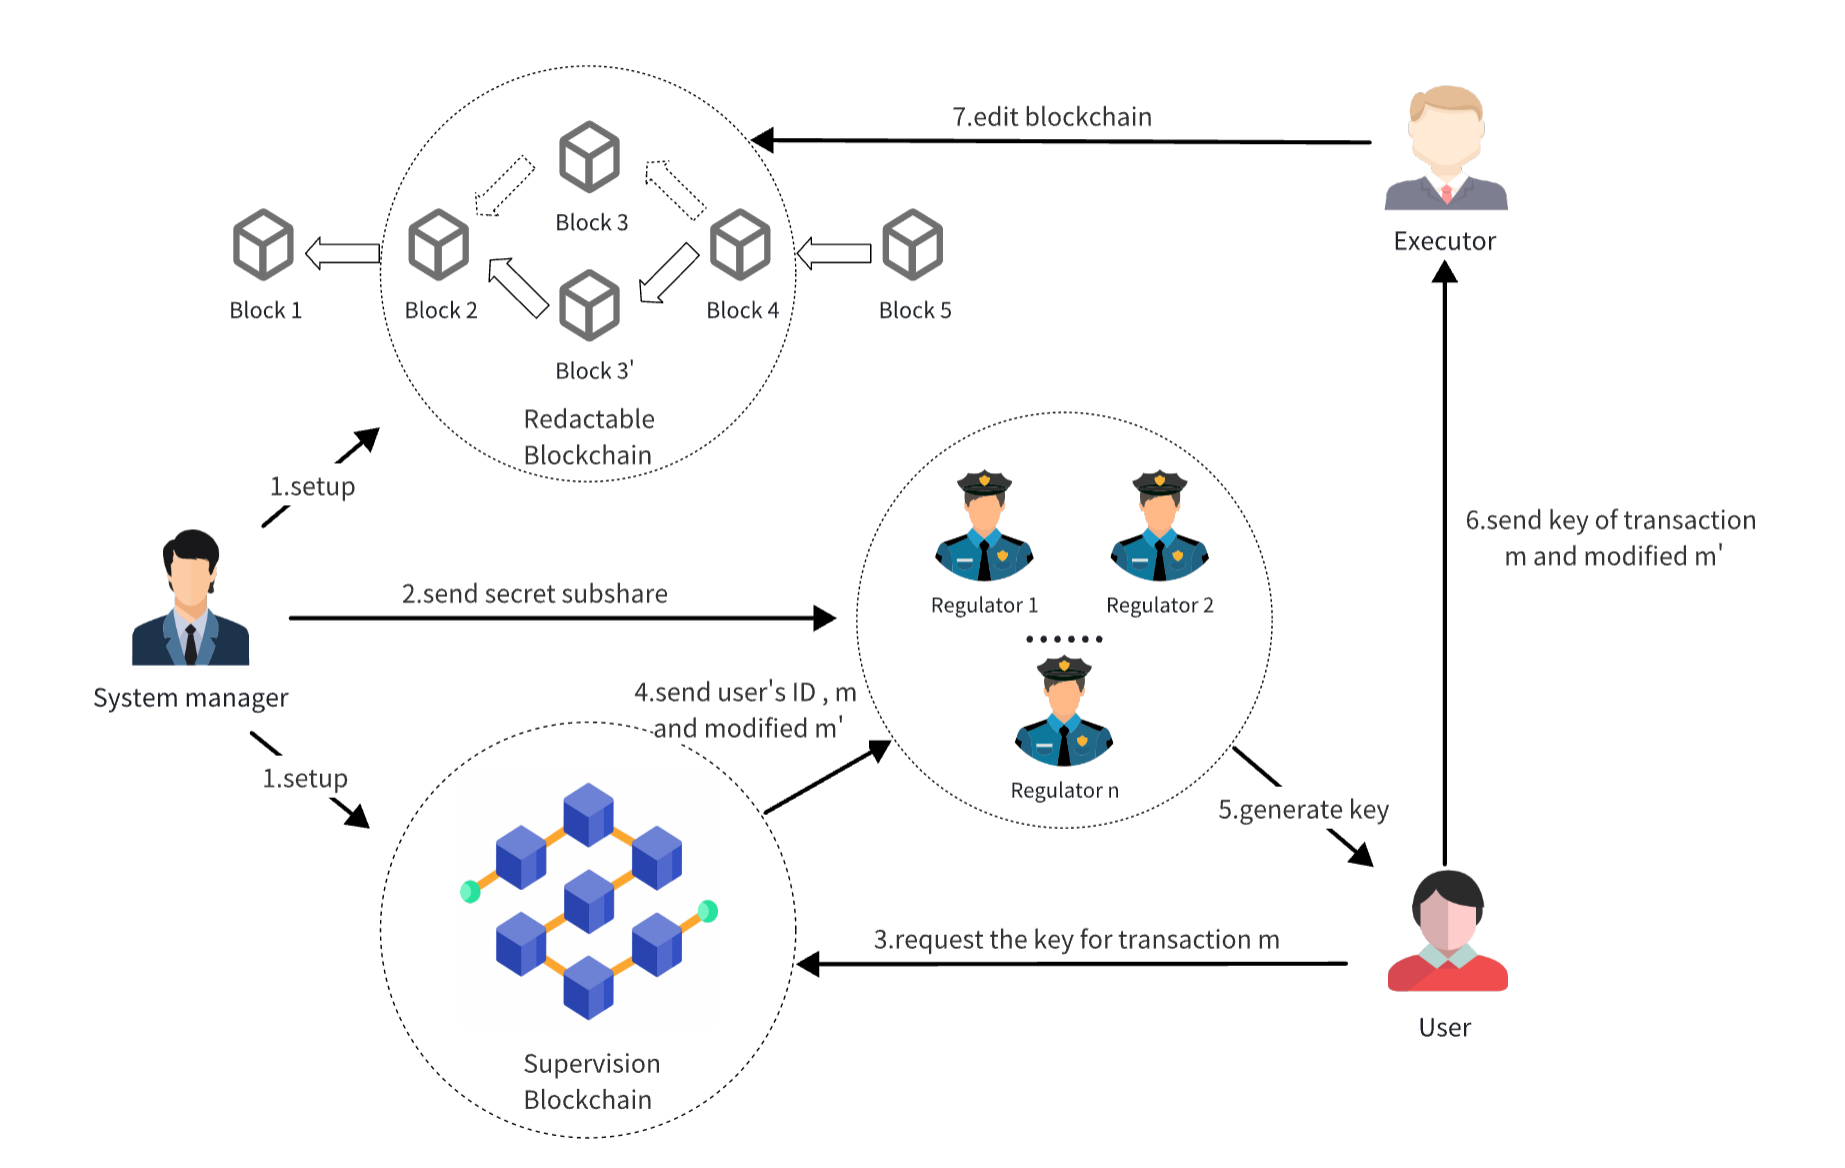 7.edit blockchain
Block 3
Executor
Block 1
Block 2
Block 4
Block 5
Block 3'
Redactable
Blockchain
1.setup
6.send key of transaction
m and modified m'
2.send secret subshare
Regulator 1
Regulator 2
......
System manager
4.send user's ID , m
and modified m'
1.setup
Regulator n
5.generate key
3.request the key for transaction m
User
Supervision
Blockchain